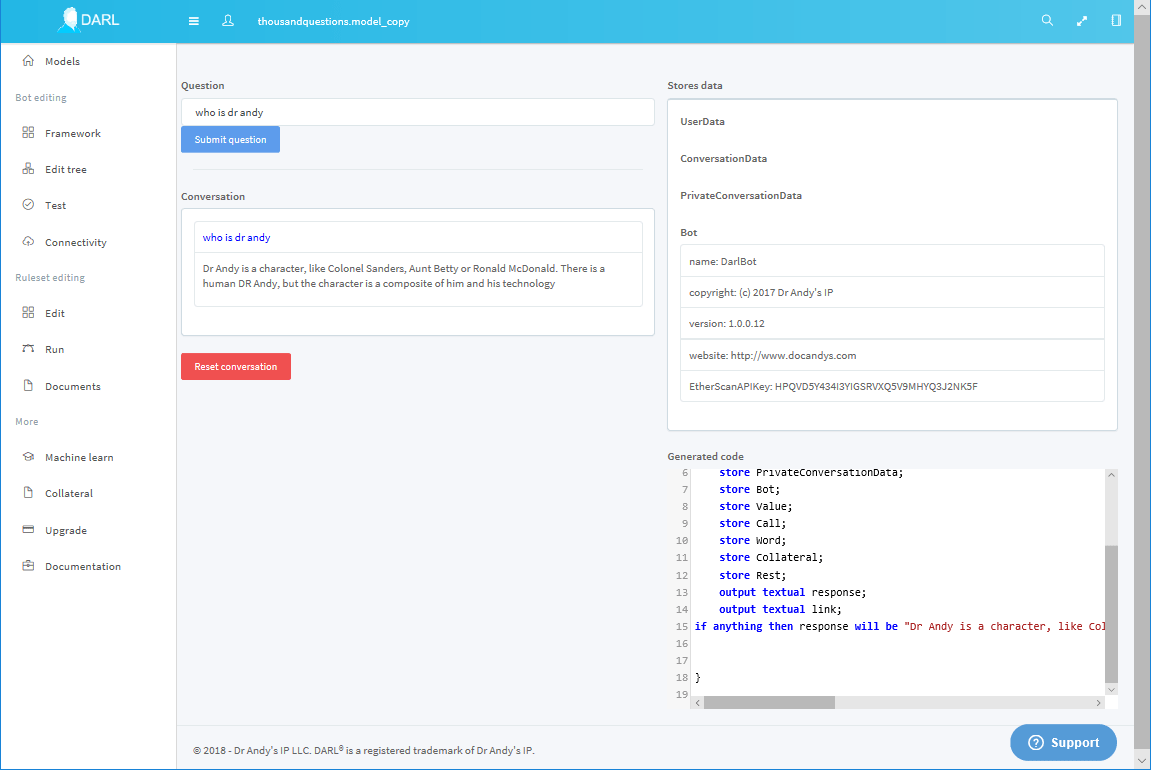 DARL
thousandquestions.model_copy
Models
Bot editing
Framework
Edit tree
Test
Connectivity
Ruleset editing
Edit
Run
Documents
More
Machine learn
Collateral
Upgrade
Documentation
Question
who is dr andy
Submit question
Conversation
who is dr andy
Dr Andy is a character, like Colonel Sanders, Aunt Betty or Ronald McDonald. There is a
human DR Andy, but the character is a composite of him and his technology
Reset conversation
Stores data
UserData
ConversationData
PrivateConversationData
Bot
name: DarlBot
copyright: (c) 2017 Dr Andy's IP
version: 1.0.0.12
website: http://www.docandys.com
EtherScanAPIKey: HPQVD5Y434I3YIGSRVXQ5V9MHYQ3J2NK5F
Generated code
6 store PrivateConversationData;
7 store Bot;
8 store Value;
9 store Call;
10 store Word;
11 store Collateral;
12 store Rest;
13 output textual response;
14 output textual link;
15 if anything then response will be "Dr Andy is a character, like Col
16
17
18 }
19
© 2018 - Dr Andy's IP LLC. DARL® is a registered trademark of Dr Andy's IP.
Support